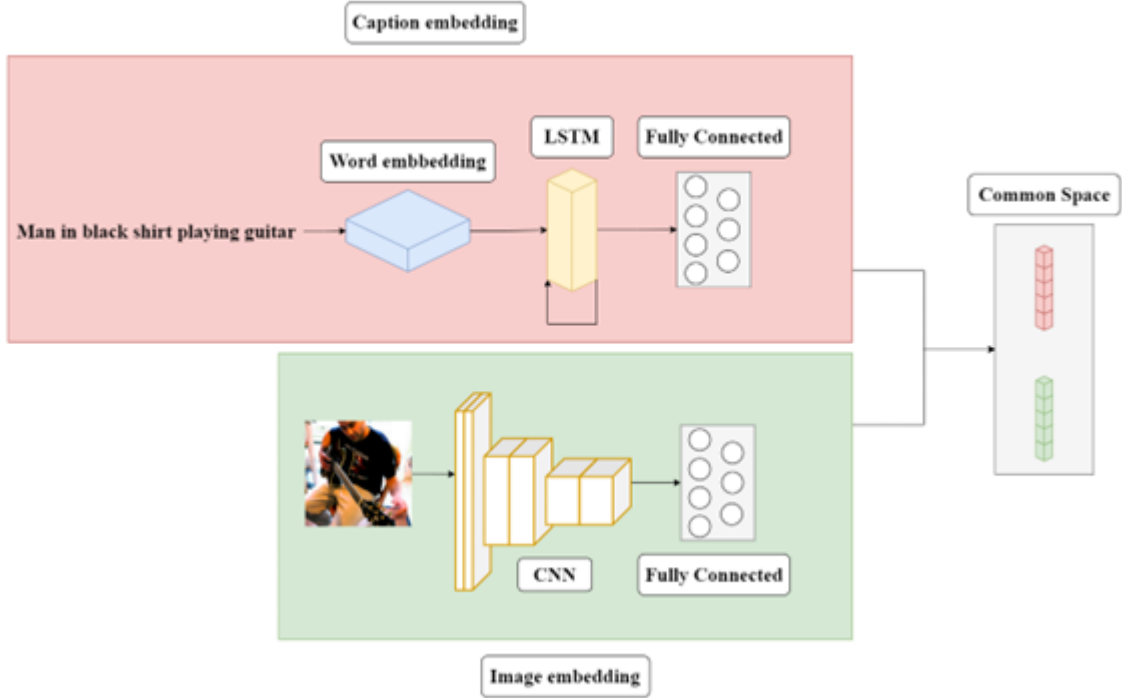 Caption embedding
LSTM
Fully Connected
Word embbedding
Common Space
Man in black shirt playing guitar
CNN
Fully Connected
Image embedding